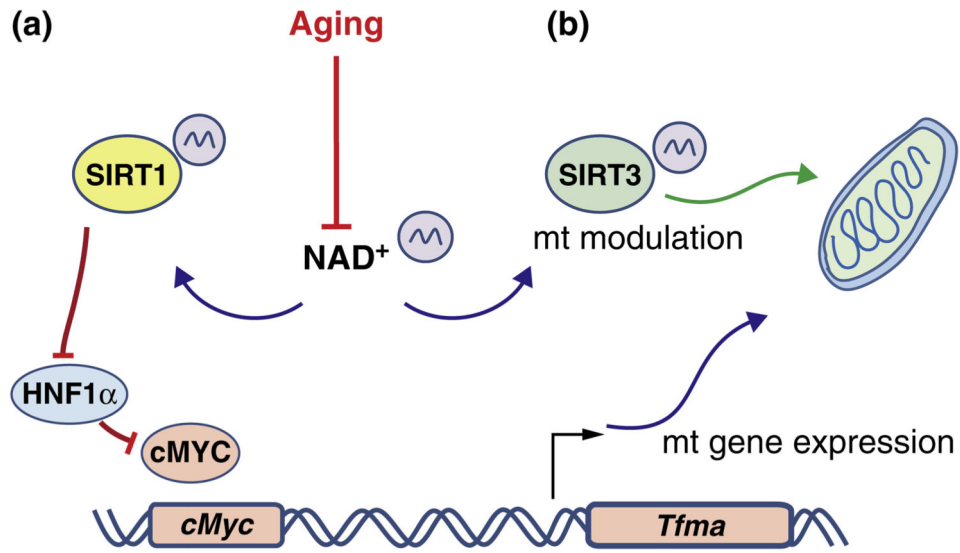 (a)
Aging
(b)
SIRT1
SIRT3
NAD⁺
mt modulation
HNF1α
cMYC
mt gene expression
cMyc
Tfma